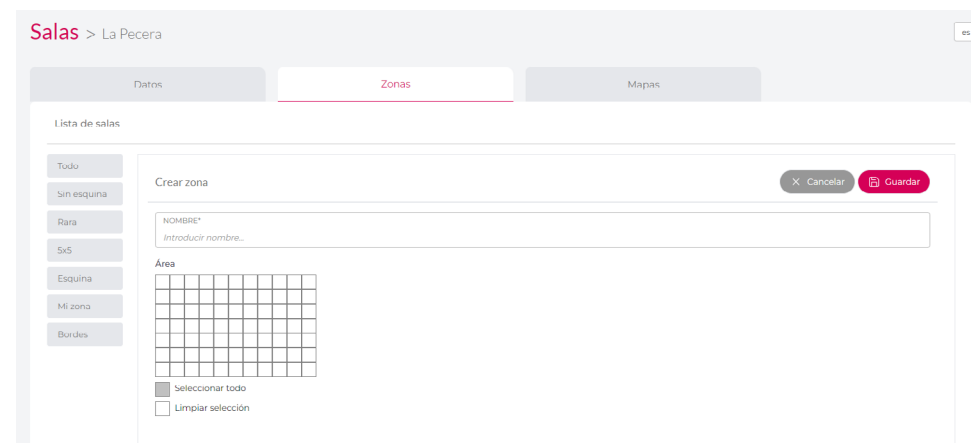 Salas > La Pecera
es
Datos
Zonas
Mapas
Lista de salas
Todo
Sin esquina
Rara
5x5
Esquina
Mi zona
Bordes
Crear zona
Cancelar
Guardar
NOMBRE*
Introducir nombre...
Área
Seleccionar todo
Limpiar selección